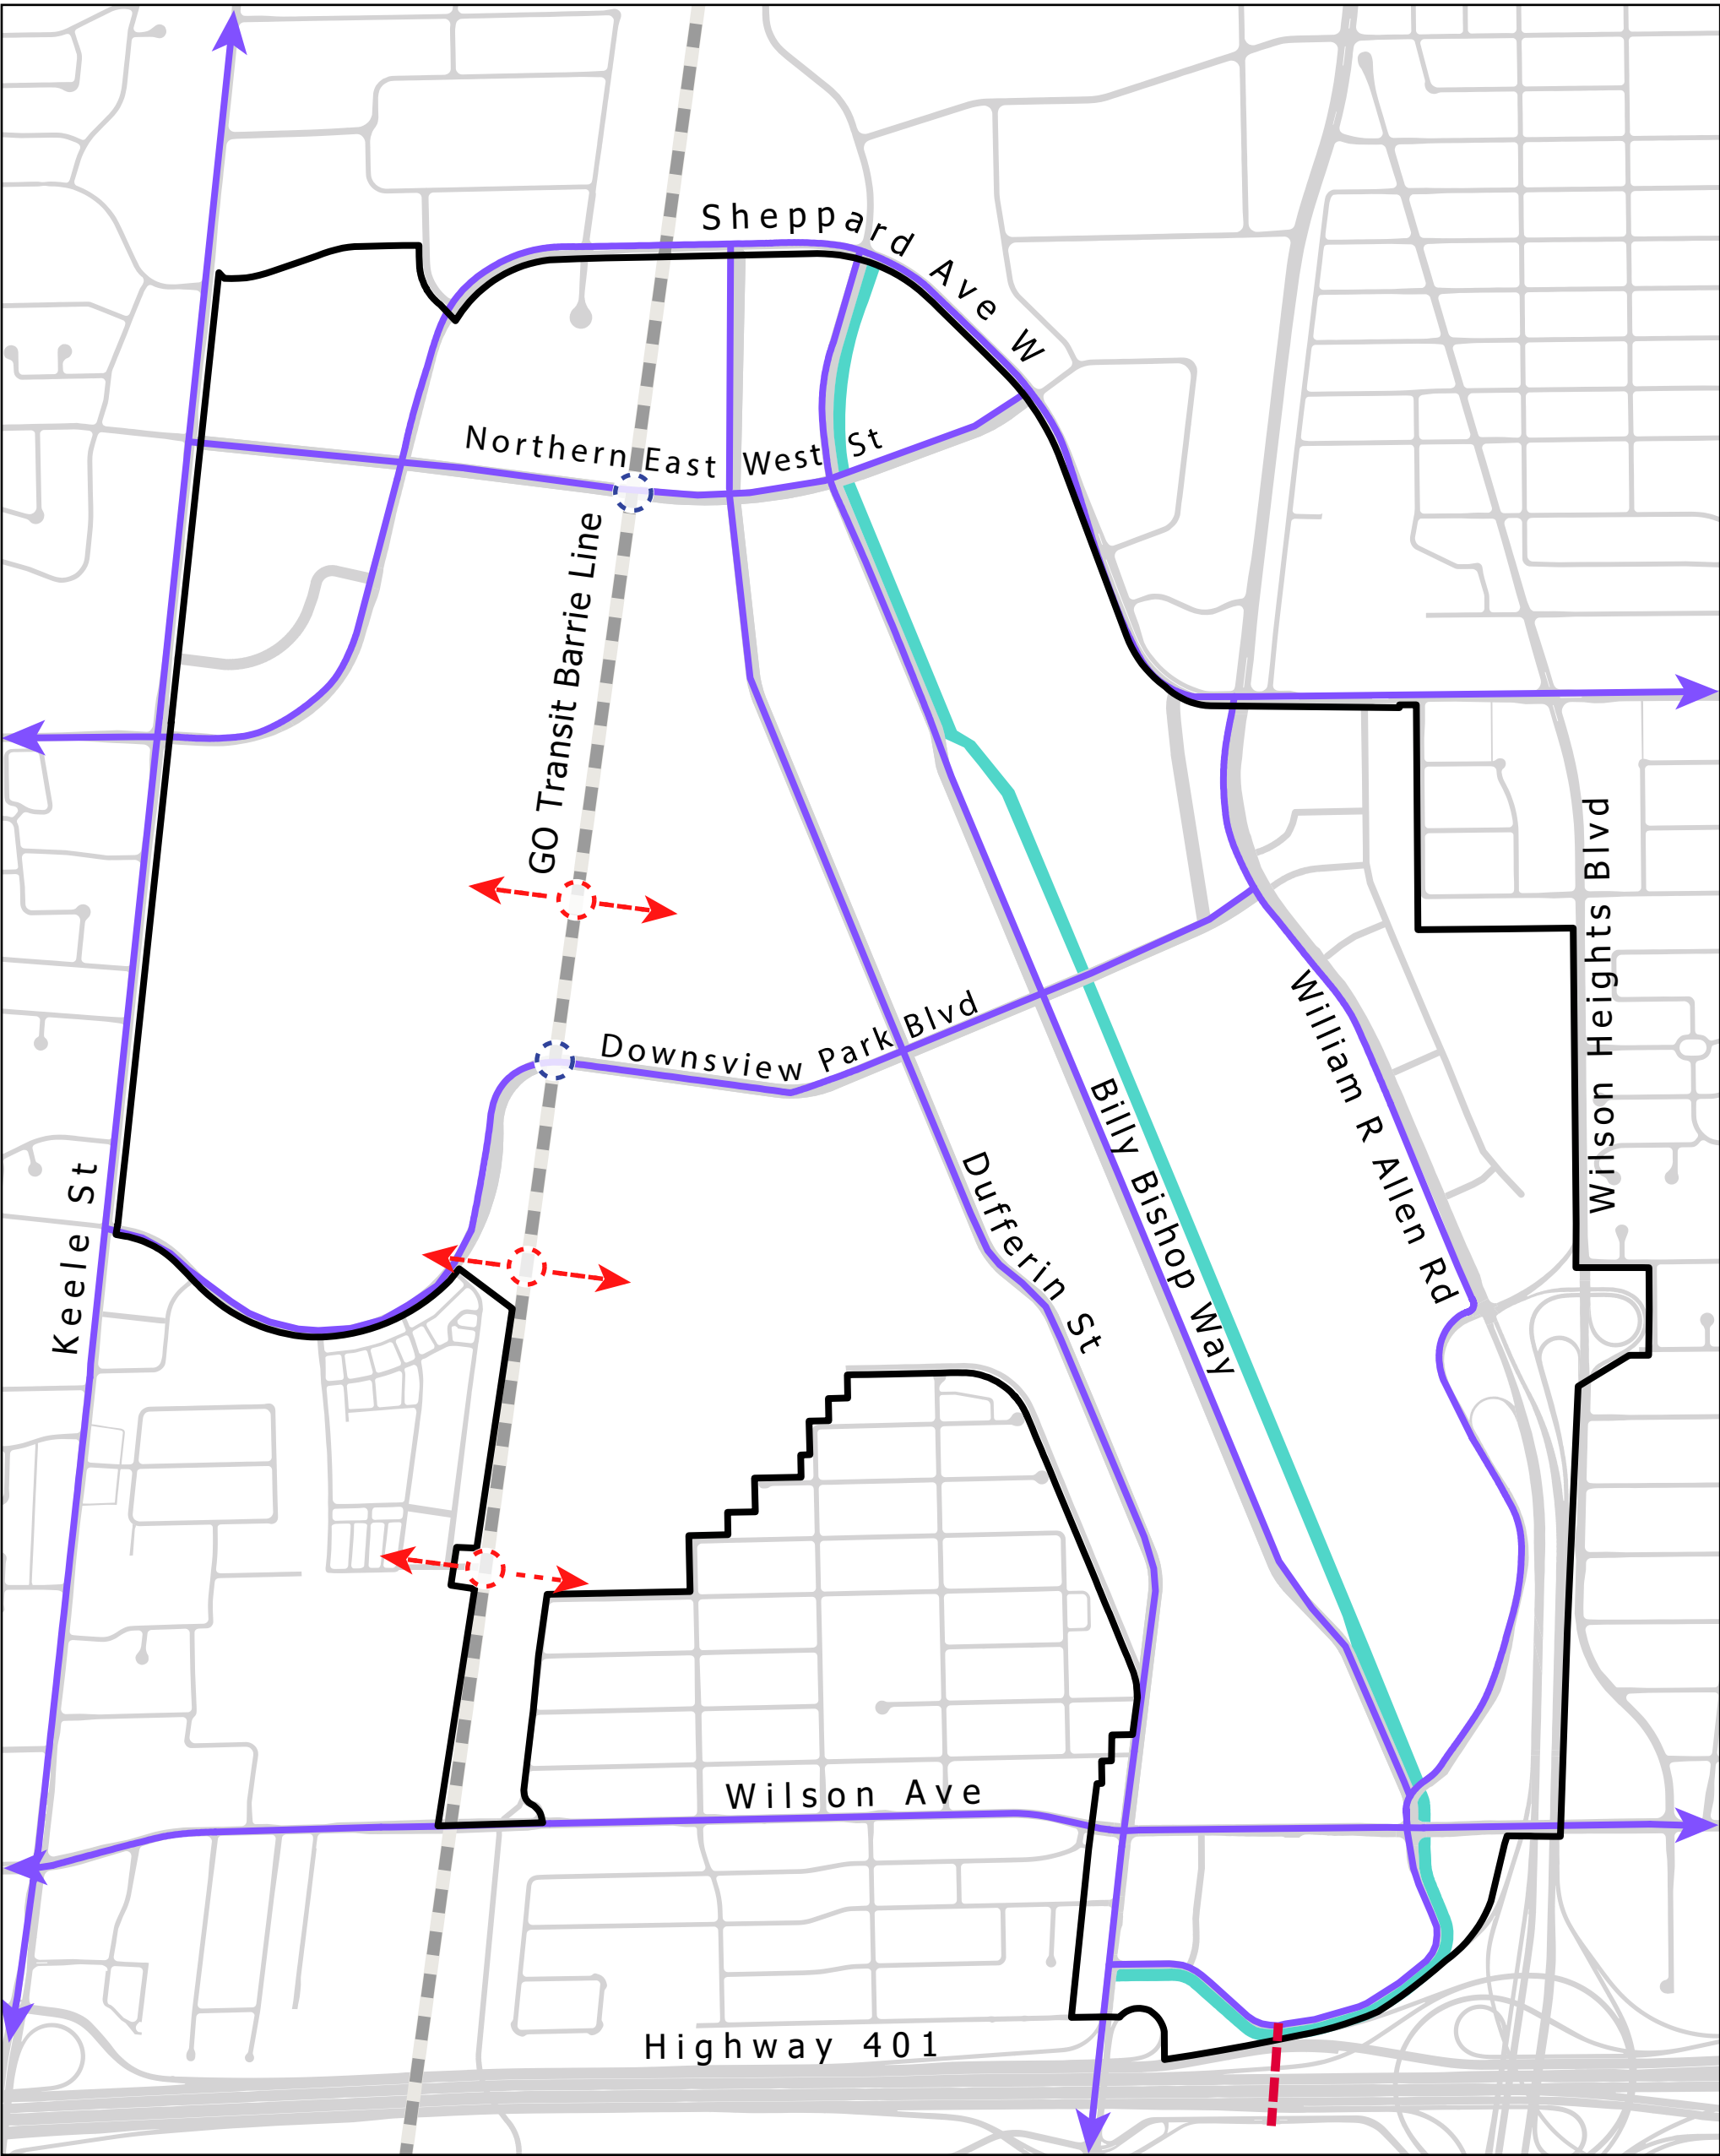 Sheppard Ave W
Northern East West St
GO Transit Barrie Line
Wilson Heights Blvd
William R Allen Rd
Downsview Park Blvd
Billy Bishop Way
Dufferin St
Keele St
Wilson Ave
Highway 401